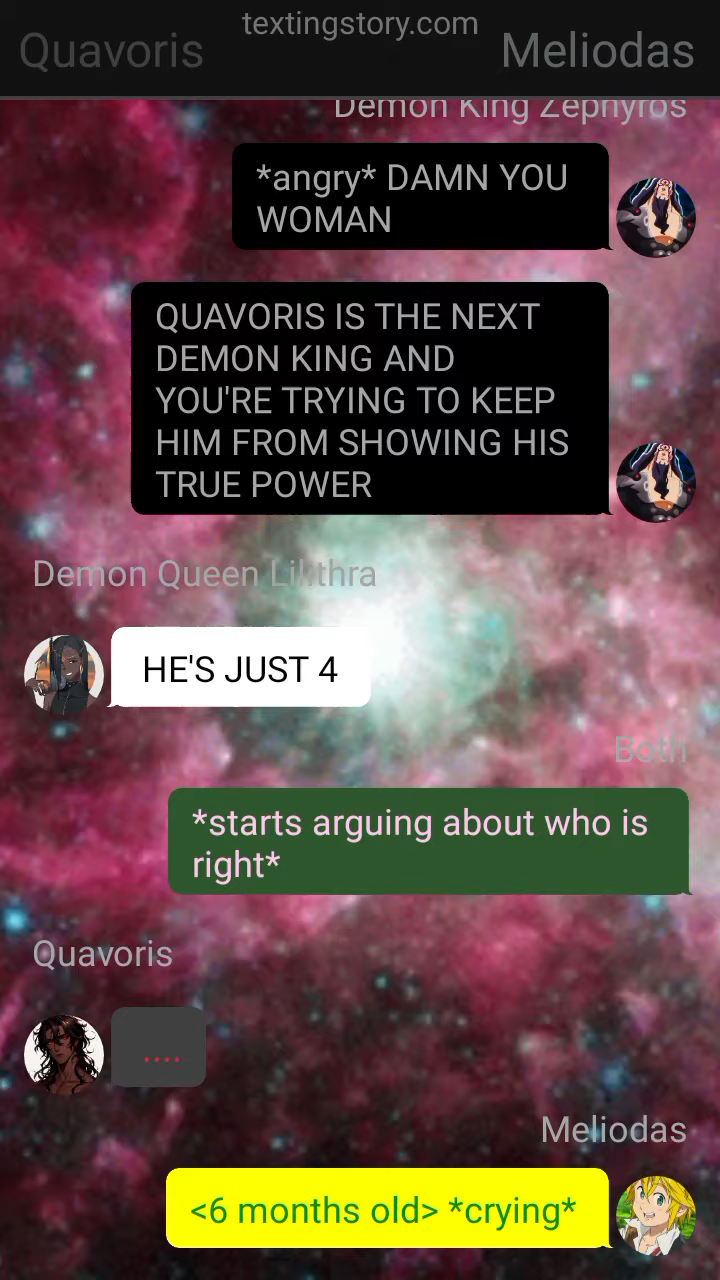 textingstory.com
Quavoris Meliodas
Demon King Zephyros
*angry* DAMN YOU
WOMAN
QUAVORIS IS THE NEXT
DEMON KING AND
YOU'RE TRYING TO KEEP
HIM FROM SHOWING HIS
TRUE POWER
Demon Queen Lilithra
HE'S JUST 4
Both
*starts arguing about who is
right*
Quavoris
....
Meliodas
<6 months old> *crying*